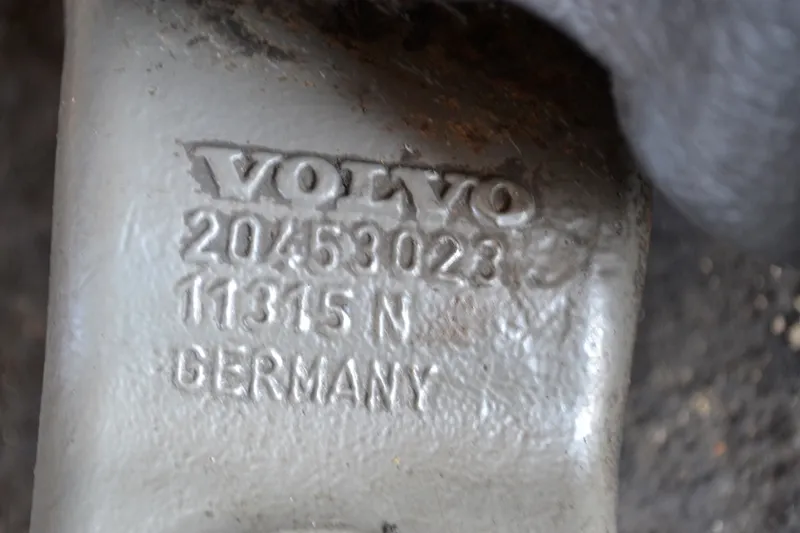 VOLVO
20453023
11315 N
GERMANY